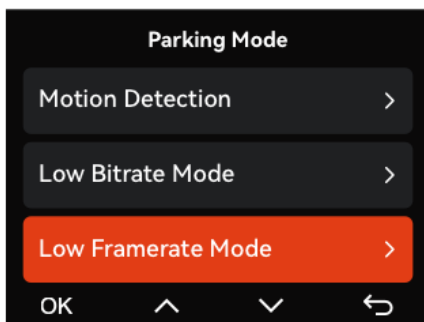 Parking Mode
Motion Detection
Low Bitrate Mode
Low Framerate Mode
OK